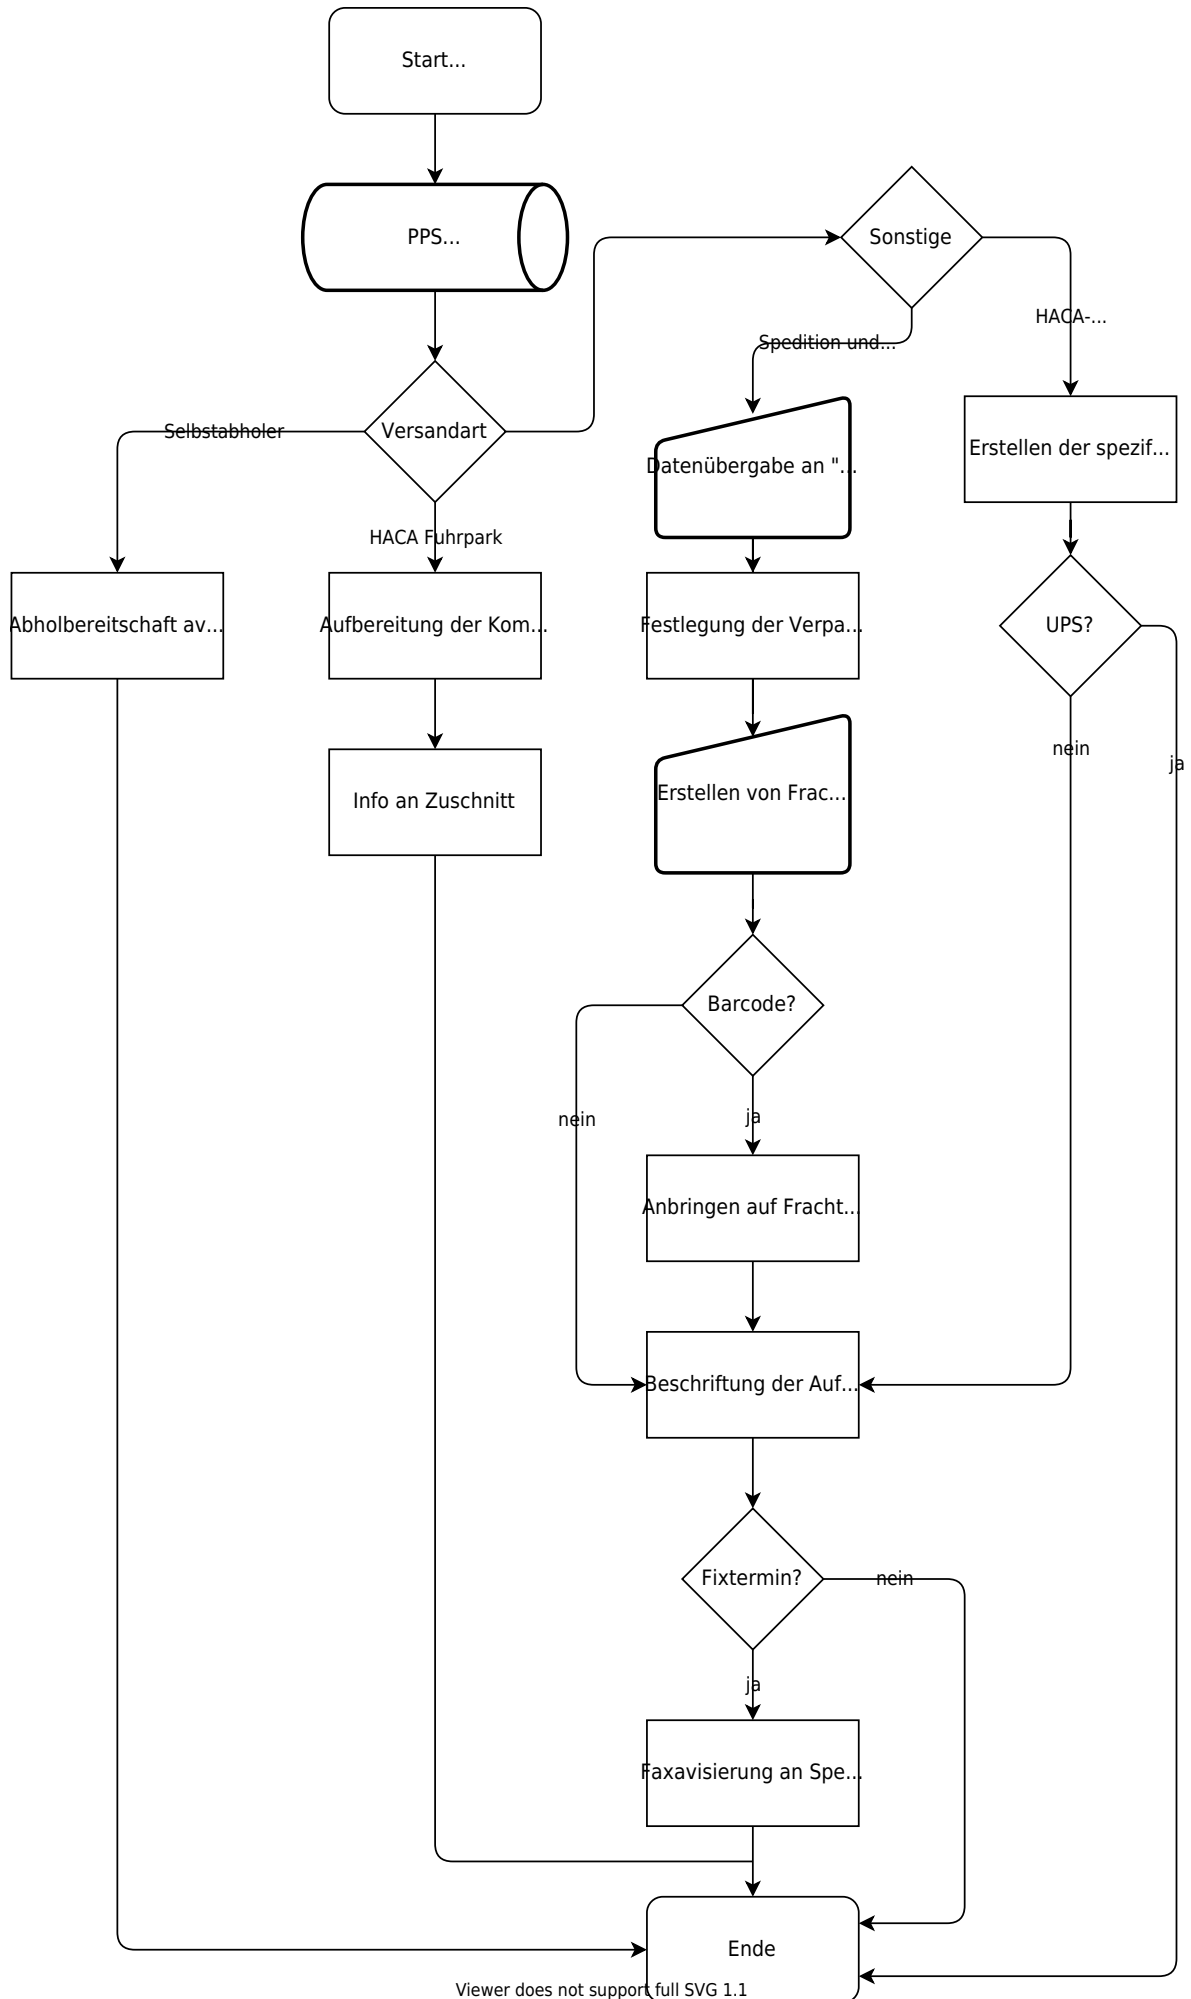 Start...
PPS...
Sonstige
HACA-...
Spedition und...
Versandart
Selbstabholer
Erstellen der spezif...
Datenübergabe an "...
HACA Fuhrpark
Abholbereitschaft av...
Aufbereitung der Kom...
Festlegung der Verpa...
UPS?
nein
ja
Info an Zuschnitt
Erstellen von Frac...
Barcode?
nein
ja
Anbringen auf Fracht...
Beschriftung der Auf...
Fixtermin?
nein
ja
Faxavisierung an Spe...
Ende
Viewer does not support full SVG 1.1